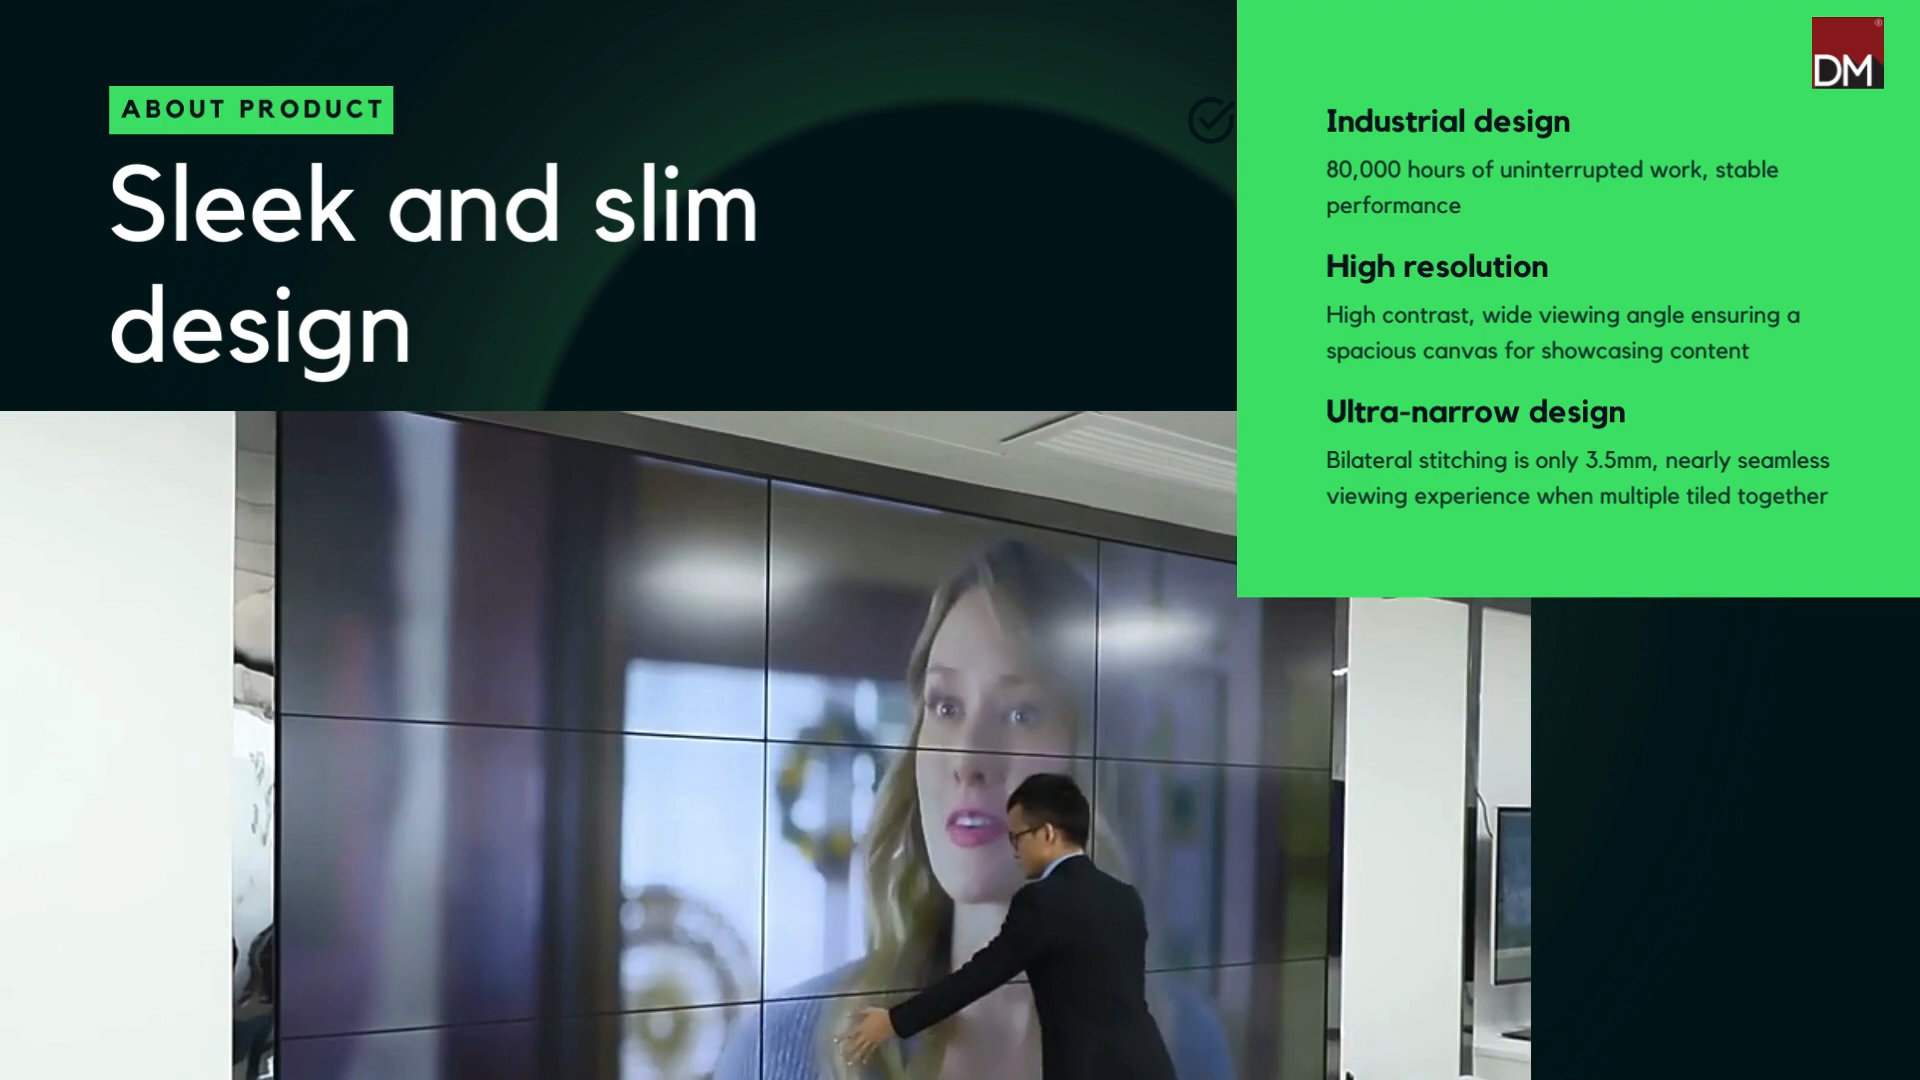 ABOUT PRODUCT
Sleek and slim
design
DM
Industrial design
80,000 hours of uninterrupted work, stable
performance
High resolution
High contrast, wide viewing angle ensuring a
spacious canvas for showcasing content
Ultra-narrow design
Bilateral stitching is only 3.5mm, nearly seamless
viewing experience when multiple tiled together